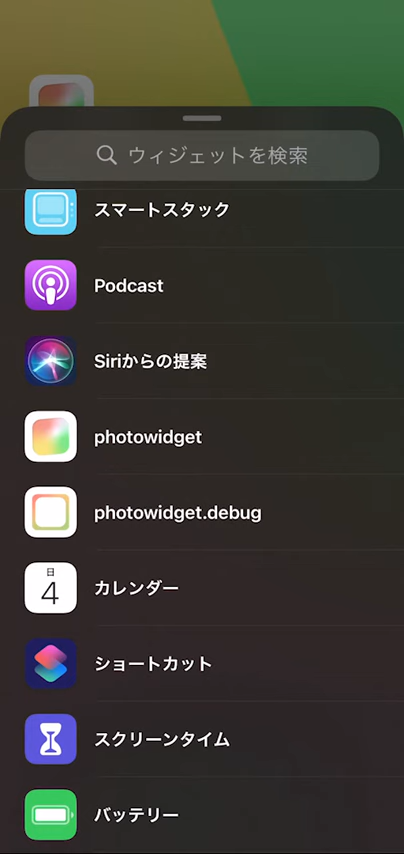 ウィジェットを検索
スマートスタック
Podcast
Siriからの提案
photowidget
photowidget.debug
日
4
カレンダー
ショートカット
スクリーンタイム
バッテリー